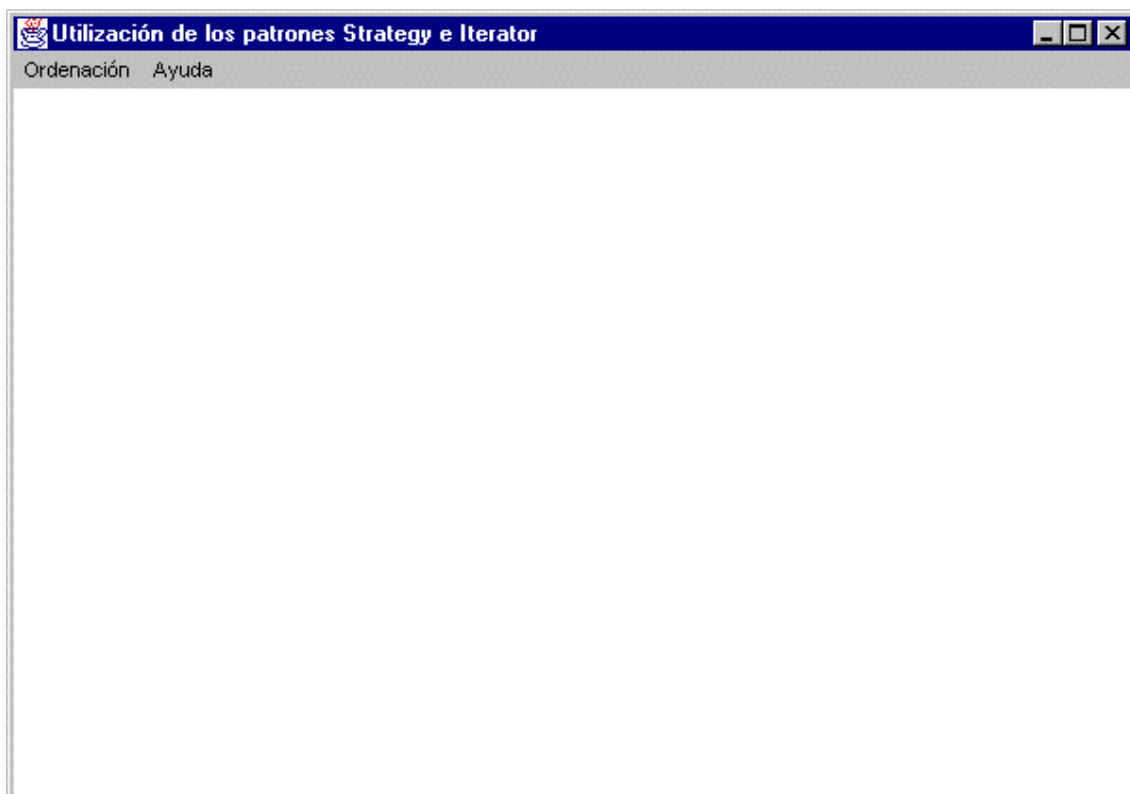 Utilización de los patrones Strategy e Iterator
Ordenación Ayuda